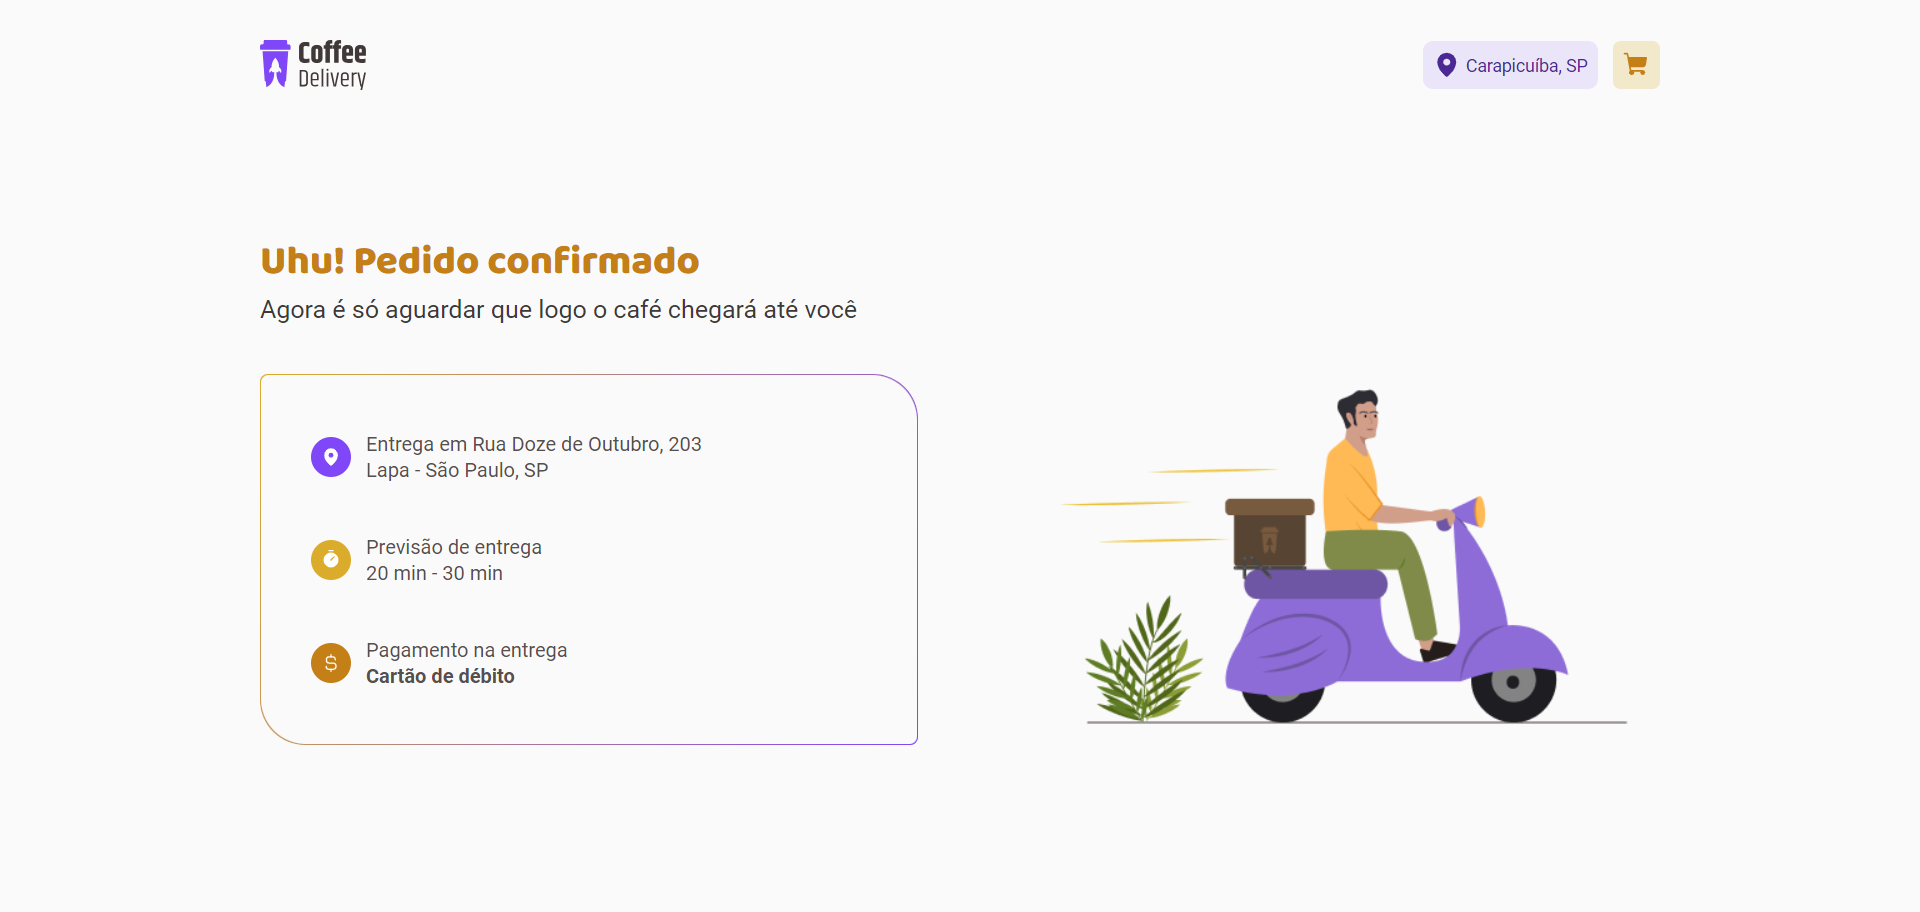 Coffee
Delivery
Carapicuíba, SP
Uhu! Pedido confirmado
Agora é só aguardar que logo o café chegará até você
Entrega em Rua Doze de Outubro, 203
Lapa - São Paulo, SP
Previsão de entrega
20 min - 30 min
Pagamento na entrega
Cartão de débito